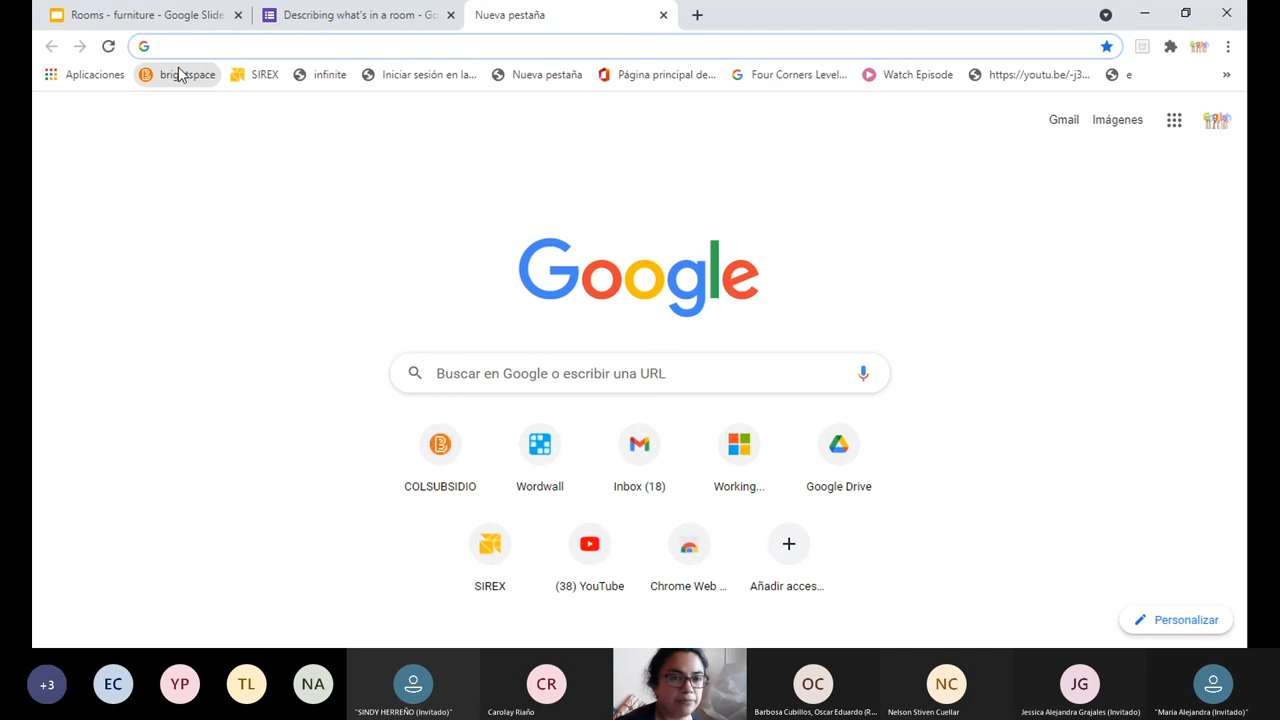 Rooms - furniture - Google Slide
Describing what's in a room - Go
Nueva pestaña
Aplicaciones
brightspace
SIREX
infinite
Iniciar sesión en la...
Nueva pestaña
Página principal de...
Four Corners Level...
Watch Episode
https://youtu.be/-j3...
e
»
Gmail
Imágenes
Google
Buscar en Google o escribir una URL
COLSUBSIDIO
Wordwall
Inbox (18)
Working...
Google Drive
SIREX
(38) YouTube
Chrome Web ...
Añadir acces...
Personalizar
+3
EC
YP
TL
NA
"SINDY HERREÑO (Invitado)"
CR
Carolay Riaño
OC
Barbosa Cubillos, Oscar Eduardo (R...
NC
Nelson Stiven Cuellar
JG
Jessica Alejandra Grajales (Invitado)
"Maria Alejandra (Invitado)"